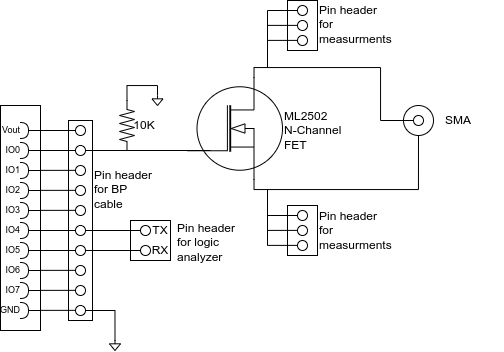 Pin header
for
measurments
ML2502
N-Channel
FET
SMA
10K
Vout
IO0
IO1
IO2
IO3
IO4
IO5
IO6
IO7
GND
Pin header
for BP
cable
TX
RX
Pin header
for logic
analyzer
Pin header
for
measurments